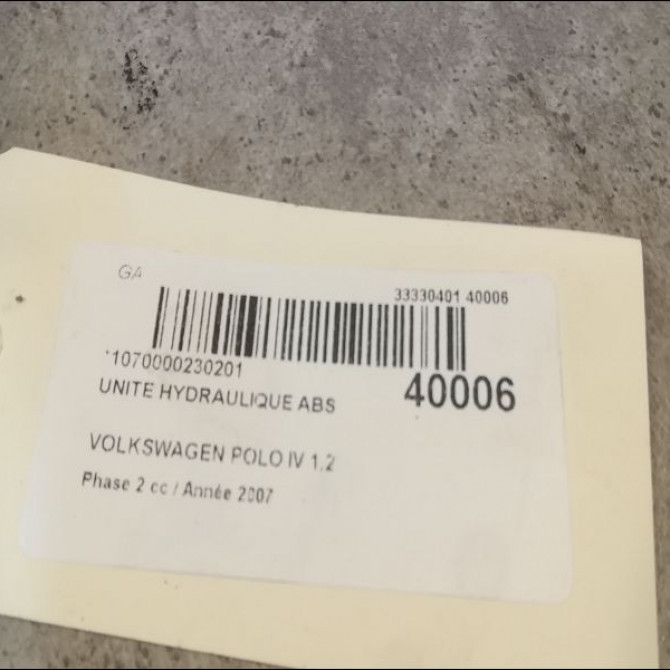 GA
33330401 40006
*1070000230201
40006
UNITE HYDRAULIQUE ABS
VOLKSWAGEN POLO IV 1.2
Phase 2 cc / Année 2007